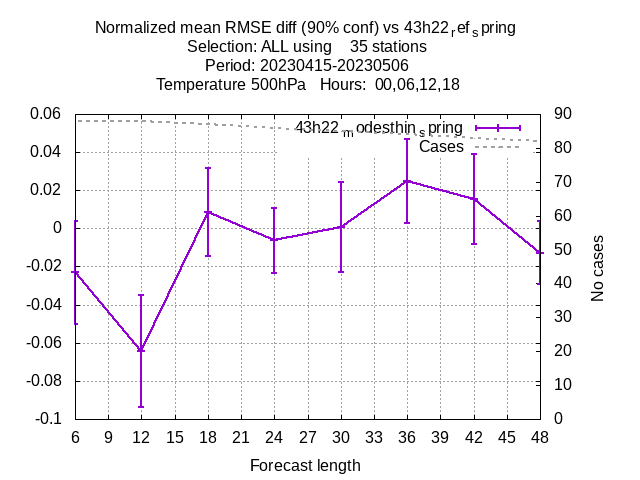 Normalized mean RMSE diff (90% conf) vs 43h22refspring
Selection: ALL using 35 stations
Period: 20230415-20230506
Temperature 500hPa Hours: 00,06,12,18
43h22modesthinspring
Cases
0.06
0.04
0.02
0
-0.02
-0.04
-0.06
-0.08
-0.1
90
80
70
60
50
40
30
20
10
0
No cases
6 9 12 15 18 21 24 27 30 33 36 39 42 45 48
Forecast length